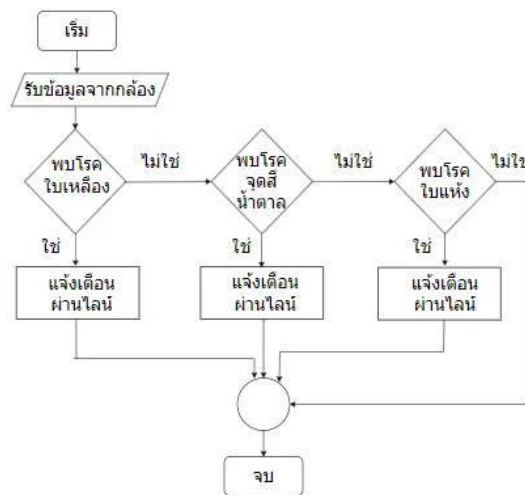 เริ่ม
รับข้อมูลจากกล้อง
พบโรค
ใบเหลือง
ไม่ใช่
พบโรค
จุดสี
น้ำตาล
ไม่ใช่
พบโรค
ใบแห้ง
ไม่ใช่
ใช่
ใช่
ใช่
แจ้งเตือน
ผ่านไลน์
แจ้งเตือน
ผ่านไลน์
แจ้งเตือน
ผ่านไลน์
จบ